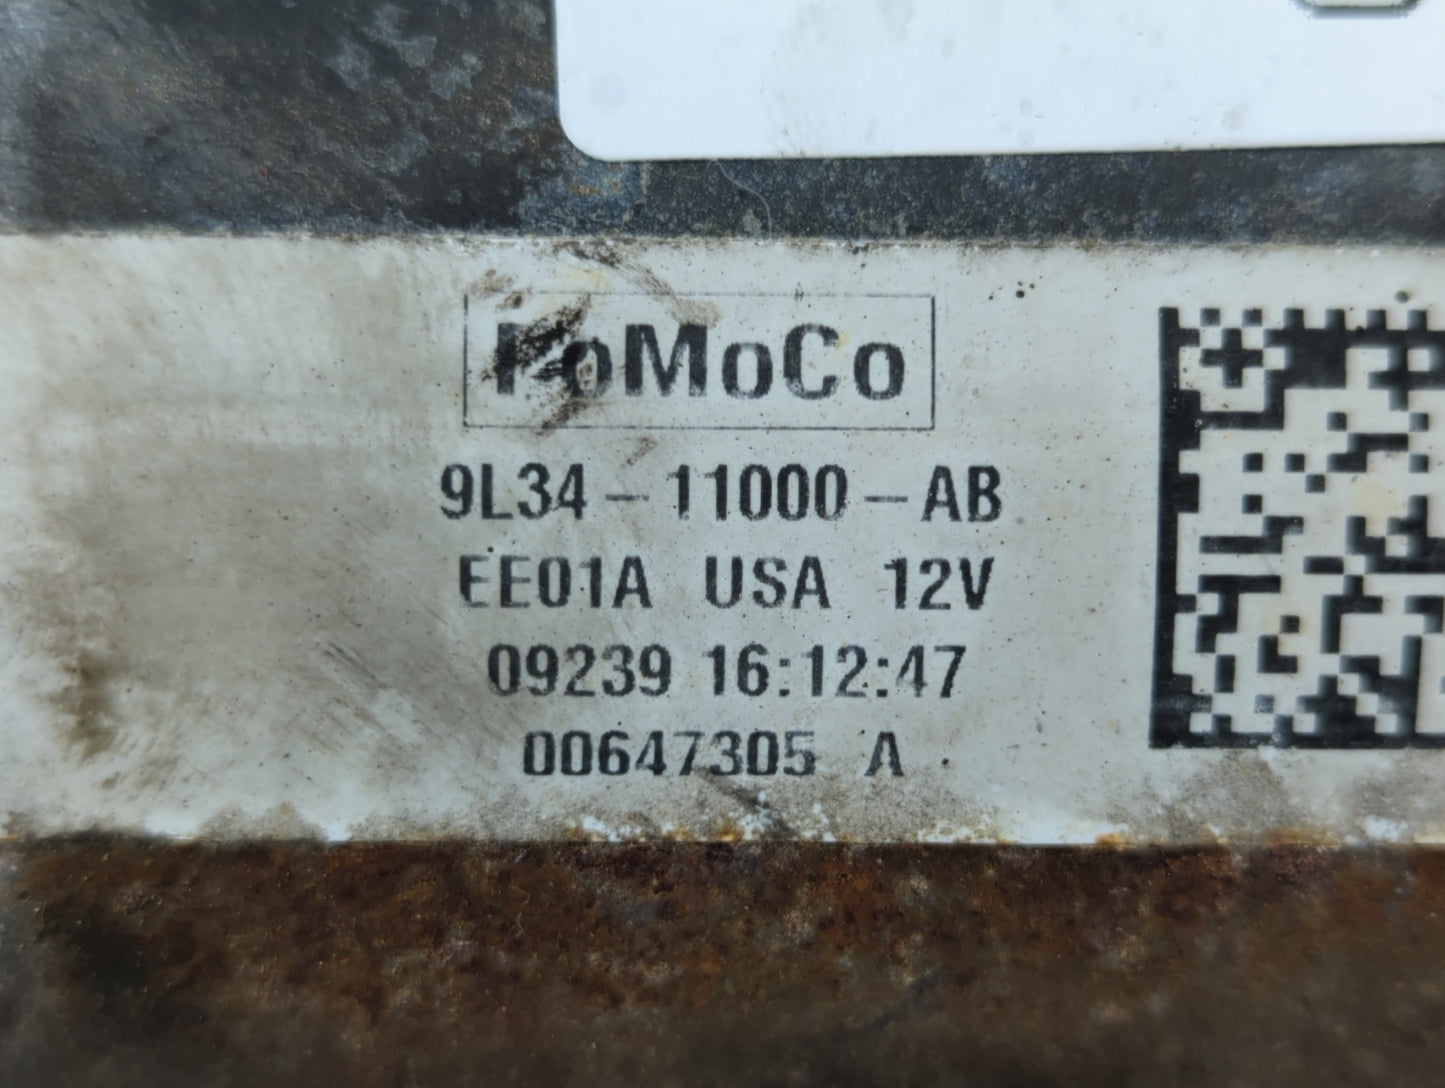 FoMoCo
9L34-11000-AB
EE01A USA 12V
09239 16:12:47
00647305 A